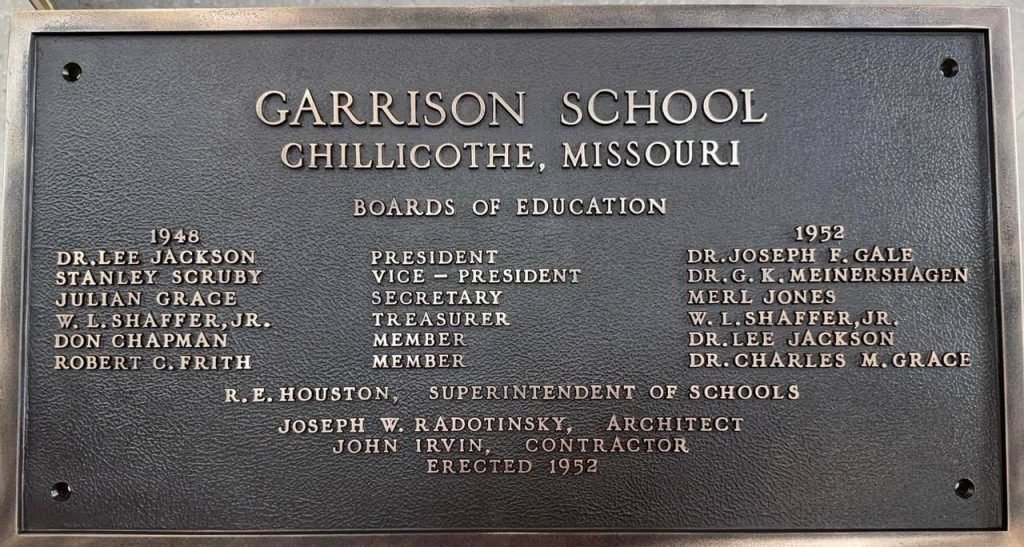 GARRISON SCHOOL
CHILLICOTHE, MISSOURI
BOARDS OF EDUCATION
1948 1952
DR. LEE JACKSON PRESIDENT DR. JOSEPH F. GALE
STANLEY SCRUBY VICE - PRESIDENT DR. G. K. MEINERSHAGEN
JULIAN GRACE SECRETARY MERL JONES
W. L. SHAFFER, JR. TREASURER W. L. SHAFFER, JR.
DON CHAPMAN MEMBER DR. LEE JACKSON
ROBERT C. FRITH MEMBER DR. CHARLES M. GRACE
R. E. HOUSTON, SUPERINTENDENT OF SCHOOLS
JOSEPH W. RADOTINSKY, ARCHITECT
JOHN IRVIN, CONTRACTOR
ERECTED 1952